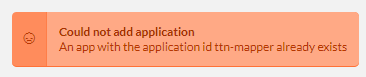 Could not add application
An app with the application id ttn-mapper already exists